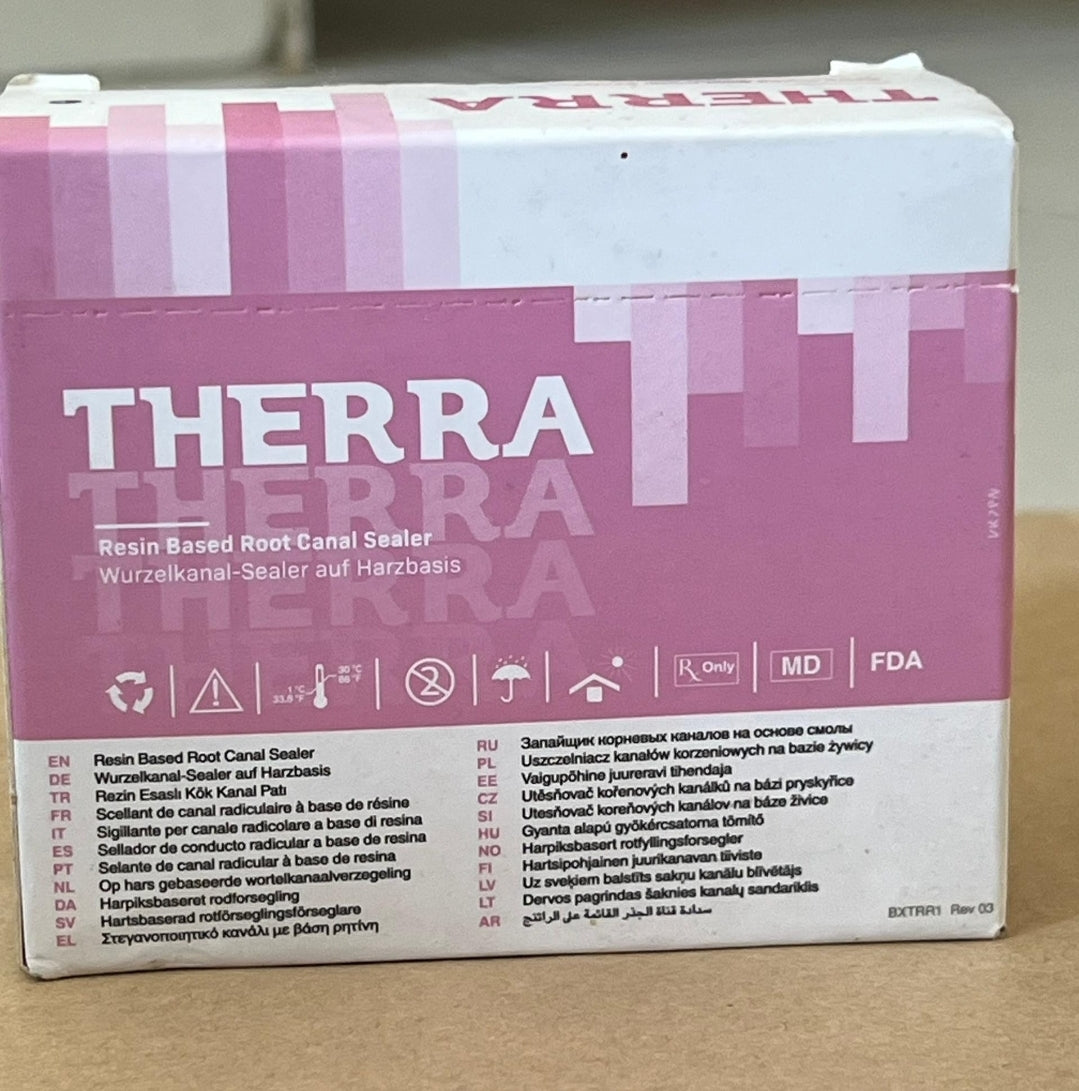 THERRA
THERRA
THERRA
THERRA
THERRA
Resin Based Root Canal Sealer
Wurzelkanal-Sealer auf Harzbasis
1 °C
33.8 °F
30 °C
86 °F
2
Rx Only
MD
FDA
EN Resin Based Root Canal Sealer
DE Wurzelkanal-Sealer auf Harzbasis
TR Rezin Esaslı Kök Kanal Patı
FR Scellant de canal radiculaire à base de résine
IT Sigillante per canale radicolare a base di resina
ES Sellador de conducto radicular a base de resina
PT Selante de canal radicular à base de resina
NL Op hars gebaseerde wortelkanaalverzegeling
DA Harpiksbaseret rodforsegling
SV Hartsbaserad rotförseglingsförseglare
EL Στεγανοποιητικό κανάλι με βάση ρητίνη
RU Запайщик корневых каналов на основе смолы
PL Uszczelniacz kanałów korzeniowych na bazie żywicy
EE Vaigupõhine juureravi tihendaja
CZ Utěsňovač kořenových kanálků na bázi pryskyřice
SI Utesňovač koreňových kanálov na báze živice
HU Gyanta alapú gyökércsatorna tömítő
NO Harpiksbasert rotfyllingsforsegler
FI Hartsipohjainen juurikanavan tiiviste
LV Uz sveķiem balstīts sakņu kanālu blīvētājs
LT Dervos pagrindas šaknies kanalų sandariklis
AR سدادة قناة الجذر القائمة على الراتنج
BXTRR1 Rev 03